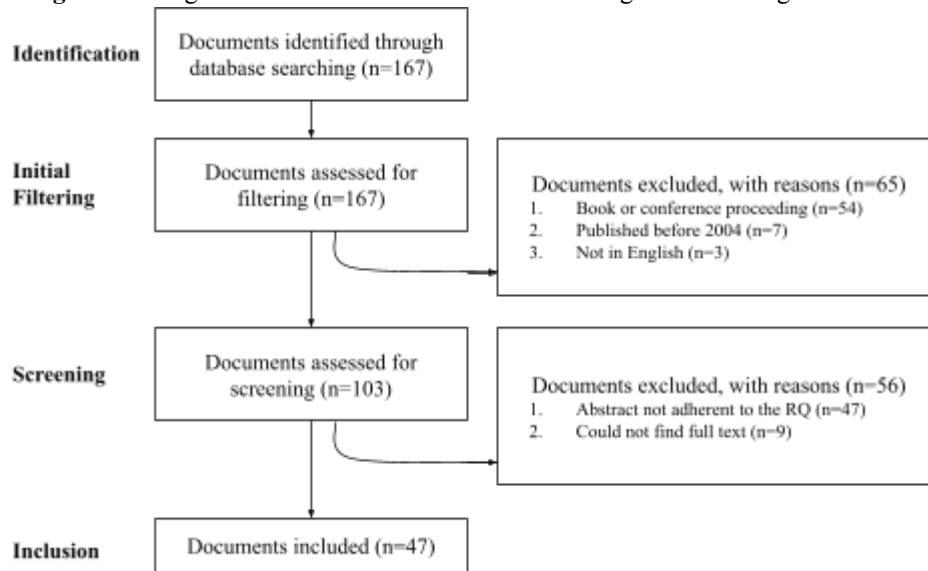 Identification
Documents identified through
database searching (n=167)
Initial
Filtering
Documents assessed for
filtering (n=167)
Documents excluded, with reasons (n=65)
1. Book or conference proceeding (n=54)
2. Published before 2004 (n=7)
3. Not in English (n=3)
Screening
Documents assessed for
screening (n=103)
Documents excluded, with reasons (n=56)
1. Abstract not adherent to the RQ (n=47)
2. Could not find full text (n=9)
Inclusion
Documents included (n=47)